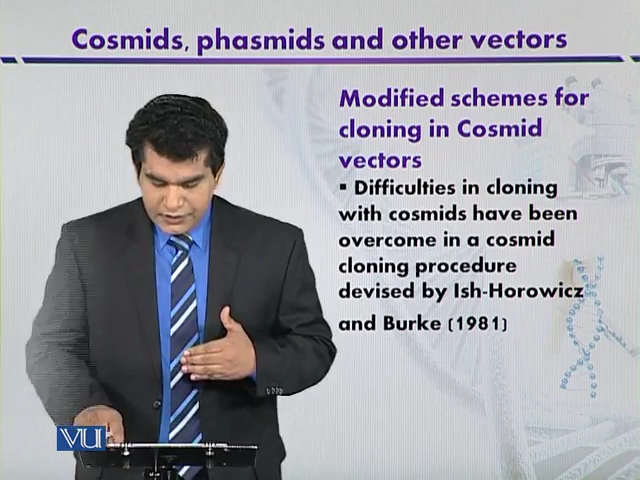 Cosmids, phasmids and other vectors
Modified schemes for
cloning in Cosmid
vectors
▪ Difficulties in cloning
with cosmids have been
overcome in a cosmid
cloning procedure
devised by Ish-Horowicz
and Burke (1981)
VU